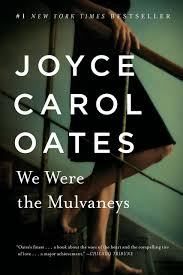 #1 NEW YORK TIMES BESTSELLER
JOYCE
CAROL
OATES
We Were
the Mulvaneys
"Oates's finest . . . a book about the ways of the heart and the compelling tie
of love . . . a major achievement." —CHICAGO TRIBUNE